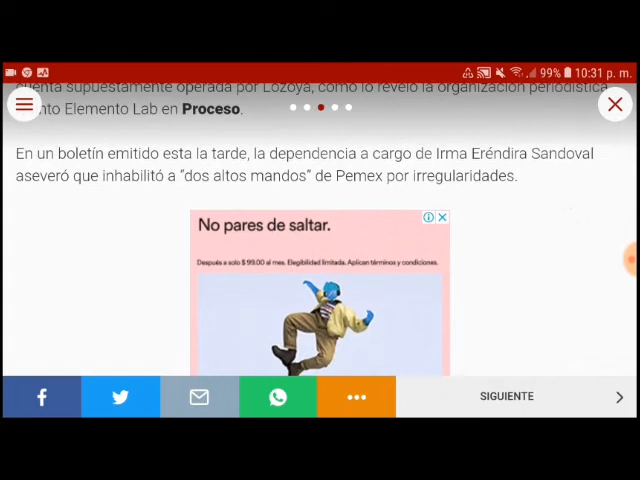 99% 10:31 p. m.
cuenta supuestamente operada por Lozoya, como lo reveló la organización periodística
nto Elemento Lab en Proceso.
En un boletín emitido esta la tarde, la dependencia a cargo de Irma Eréndira Sandoval
aseveró que inhabilitó a “dos altos mandos” de Pemex por irregularidades.
No pares de saltar.
Después a solo $99.00 al mes. Elegibilidad limitada. Aplican términos y condiciones.
SIGUIENTE